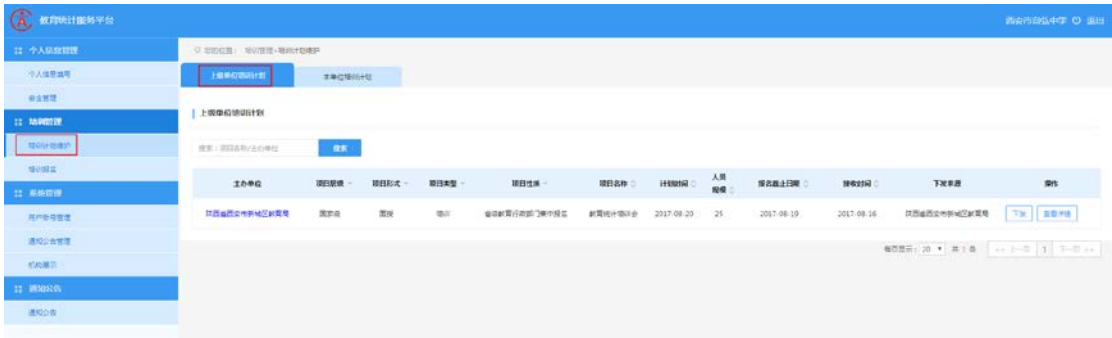 教育统计服务平台
西安市自弘中学 退出
个人信息管理
个人信息填写
安全管理
培训管理
培训计划维护
培训报名
系统管理
用户账号管理
通知公告管理
机构展示
通知公告
通知公告
您的位置： 培训管理>培训计划维护
上级单位培训计划
本单位培训计划
上级单位培训计划
搜索：项目名称/主办单位
搜索
主办单位 项目层级 项目形式 项目类型 项目性质 项目名称 计划时间 人员规模 报名截止日期 接收时间 下发来源 操作
陕西省西安市新城区教育局 国家级 面授 培训 省级教育行政部门集中报名 教育统计培训会 2017-08-20 25 2017-08-19 2017-08-16 陕西省西安市新城区教育局 下发 查看详情
每页显示: 20 共 1 条 << 上一页 1 下一页 >>